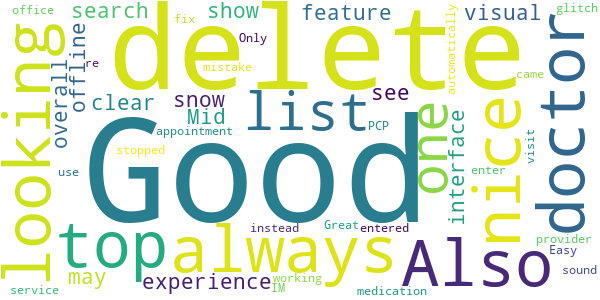 office
search
show
feature
visual
glitch
fix
delete
automatically
looking
overall
offline
Only
re
mistake
came
doctor
clear
snow
list
see
one
nice
Mid
appointment
PCP
Good
interface
visit
stopped
use
enter
top
always
Also
instead
Great
entered
provider
Easy
may
experience
working
IM
sound
service
medication